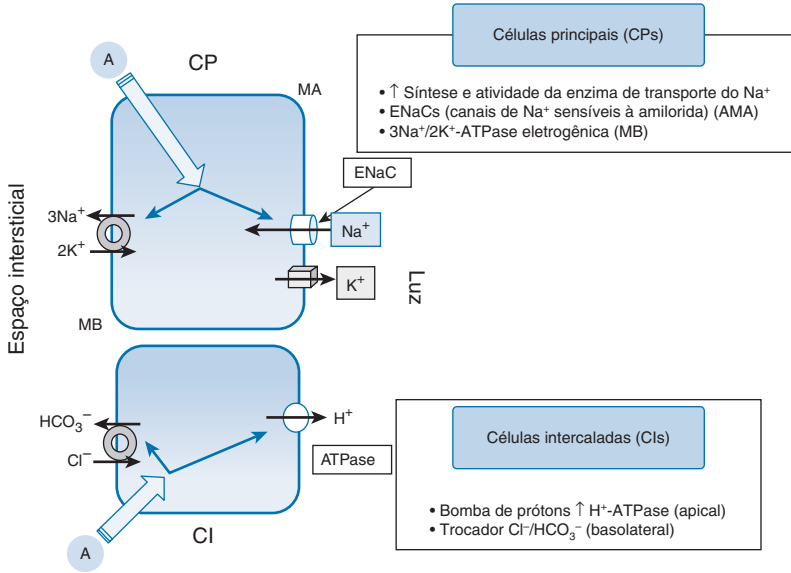 A
CP
MA
Células principais (CPs)
• ↑ Síntese e atividade da enzima de transporte do Na⁺
• ENaCs (canais de Na⁺ sensíveis à amilorida) (AMA)
• 3Na⁺/2K⁺-ATPase eletrogênica (MB)
ENaC
3Na⁺
2K⁺
Na⁺
K⁺
Espaço intersticial
Luz
MB
HCO₃⁻
Cl⁻
H⁺
ATPase
A
CI
Células intercaladas (CIs)
• Bomba de prótons ↑ H⁺-ATPase (apical)
• Trocador Cl⁻/HCO₃⁻ (basolateral)